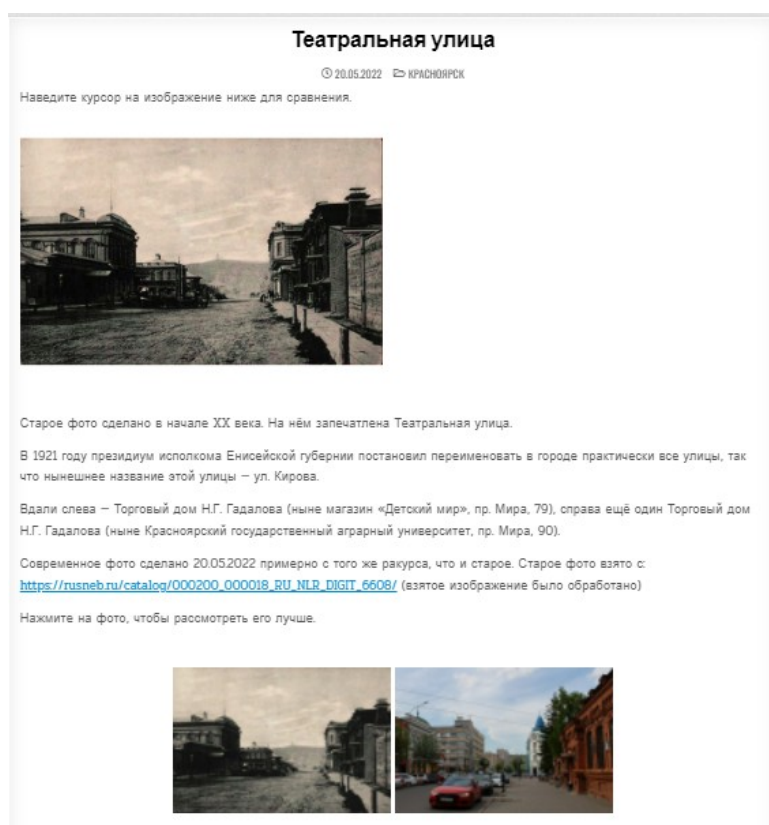 Театральная улица
20.05.2022 КРАСНОЯРСК
Наведите курсор на изображение ниже для сравнения.
Старое фото сделано в начале XX века. На нём запечатлена Театральная улица.
В 1921 году президиум исполкома Енисейской губернии постановил переименовать в городе практически все улицы, так
что нынешнее название этой улицы – ул. Кирова.
Вдали слева – Торговый дом Н.Г. Гадалова (ныне магазин «Детский мир», пр. Мира, 79), справа ещё один Торговый дом
Н.Г. Гадалова (ныне Красноярский государственный аграрный университет, пр. Мира, 90).
Современное фото сделано 20.05.2022 примерно с того же ракурса, что и старое. Старое фото взято с:
https://rusneb.ru/catalog/000200_000018_RU_NLR_DIGIT_6608/ (взятое изображение было обработано)
Нажмите на фото, чтобы рассмотреть его лучше.